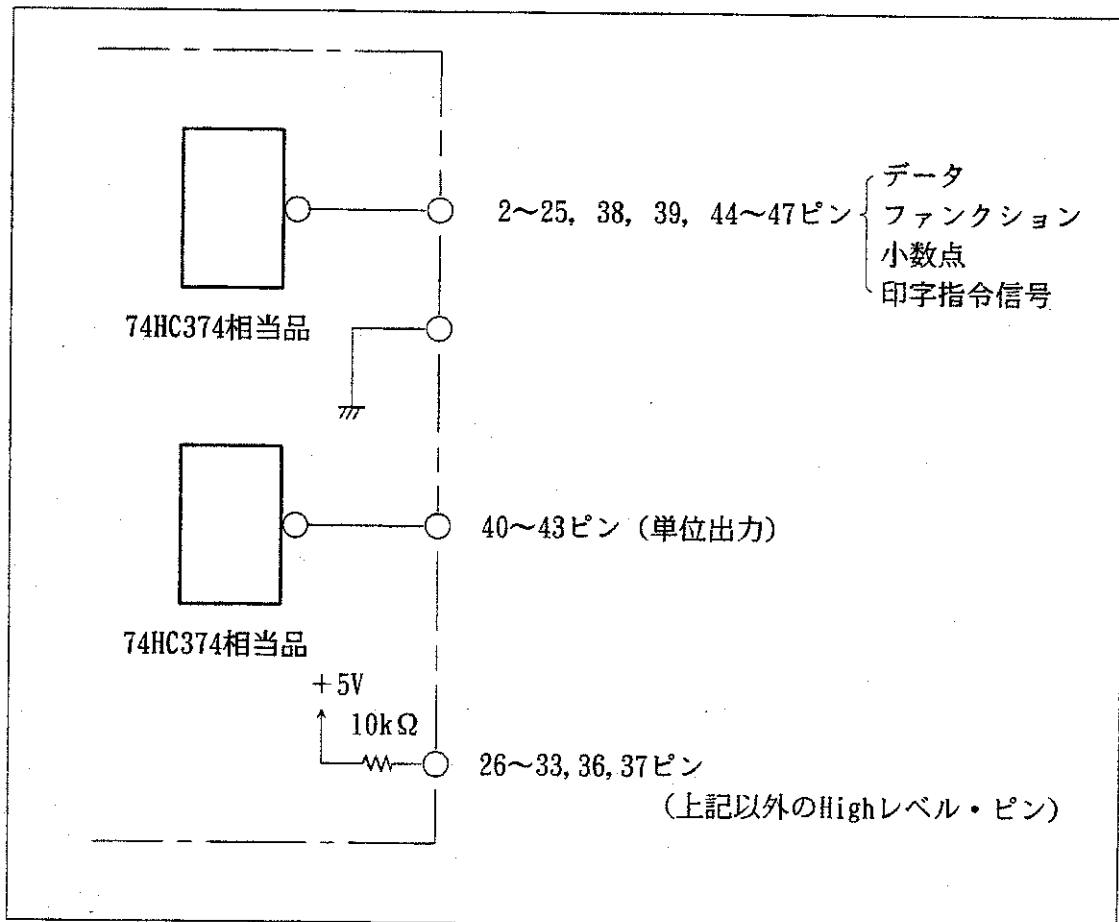 データ
2〜25, 38, 39, 44〜47ピン ファンクション
小数点
印字指令信号
74HC374相当品
40〜43ピン（単位出力）
74HC374相当品
＋5V
10kΩ
26〜33,36,37ピン
（上記以外のHighレベル・ピン）